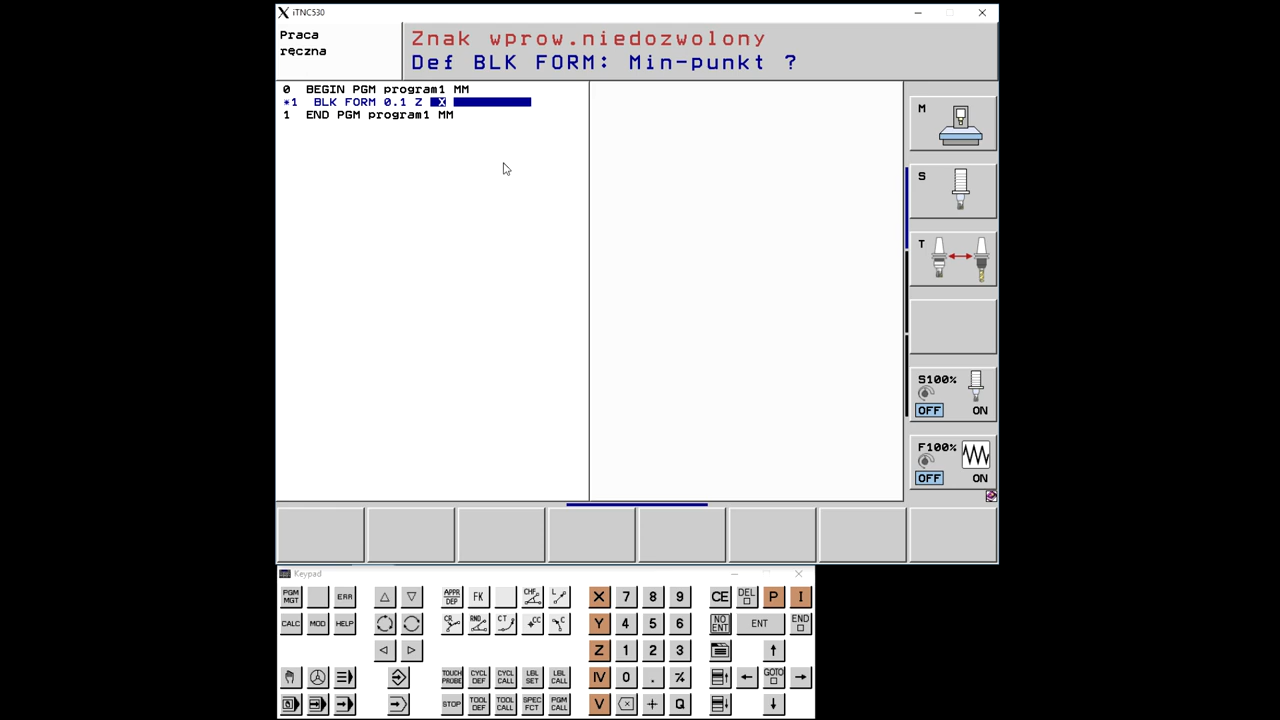 iTNC530
Praca
ręczna
Znak wprow.niedozwolony
Def BLK FORM: Min-punkt ?
0 BEGIN PGM program1 MM
*1 BLK FORM 0.1 Z X
1 END PGM program1 MM
M
S
T
S100%
OFF ON
F100%
OFF ON
Keypad
PGM MGT ERR APPR DEP FK CHF L X 7 8 9 CE DEL P I
CALC MOD HELP CR RND CT CC C Y 4 5 6 NO ENT ENT END
Z 1 2 3
TOUCH PROBE CYCL DEF CYCL CALL LBL SET LBL CALL IV 0 . GOTO
STOP TOOL DEF TOOL CALL SPEC FCT PGM CALL V + Q